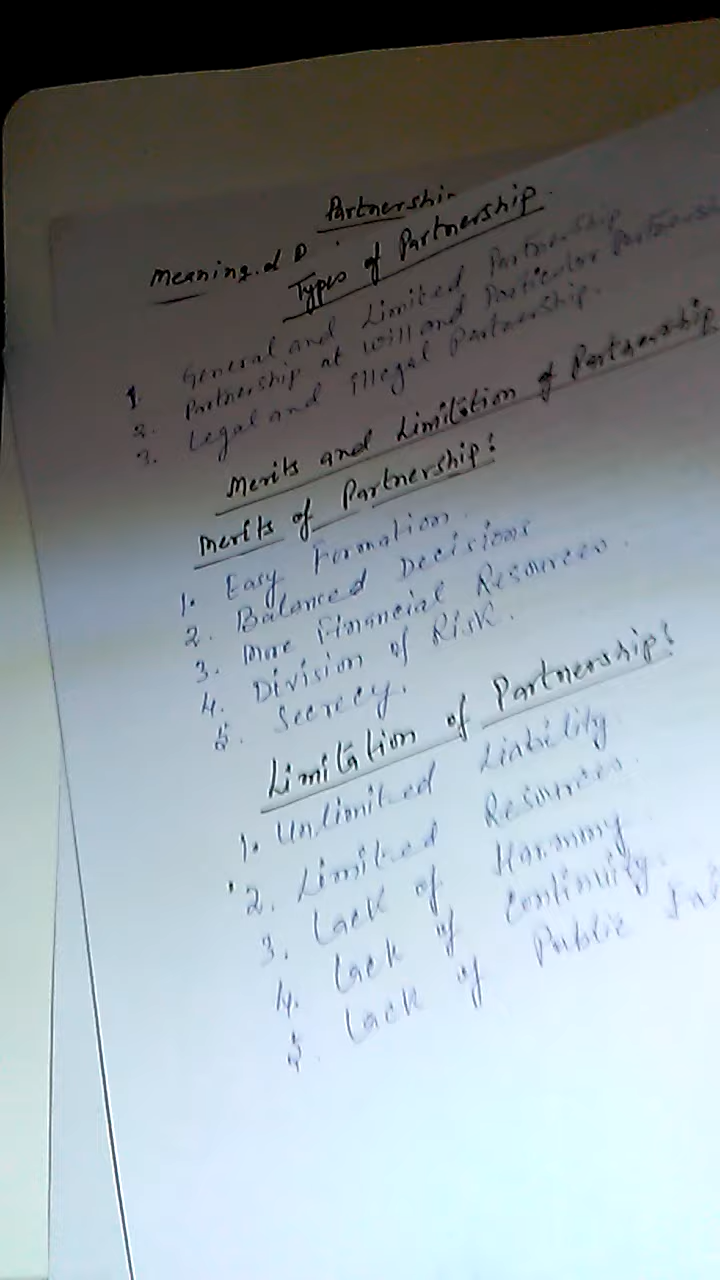 Partnership
Meaning of P
Types of Partnership.
1. General and Limited Partnership
2. Partnership at will and Particular Partnership
3. Legal and illegal Partnership.
Merits and Limitation of Partnership
Merits of Partnership:
1. Easy Formation.
2. Balanced Decisions
3. More Financial Resources.
4. Division of Risk.
5. Secrecy.
Limitation of Partnership:
1. Unlimited Liability.
2. Limited Resources.
3. Lack of Harmony.
4. Lack of Continuity.
5. Lack of Public